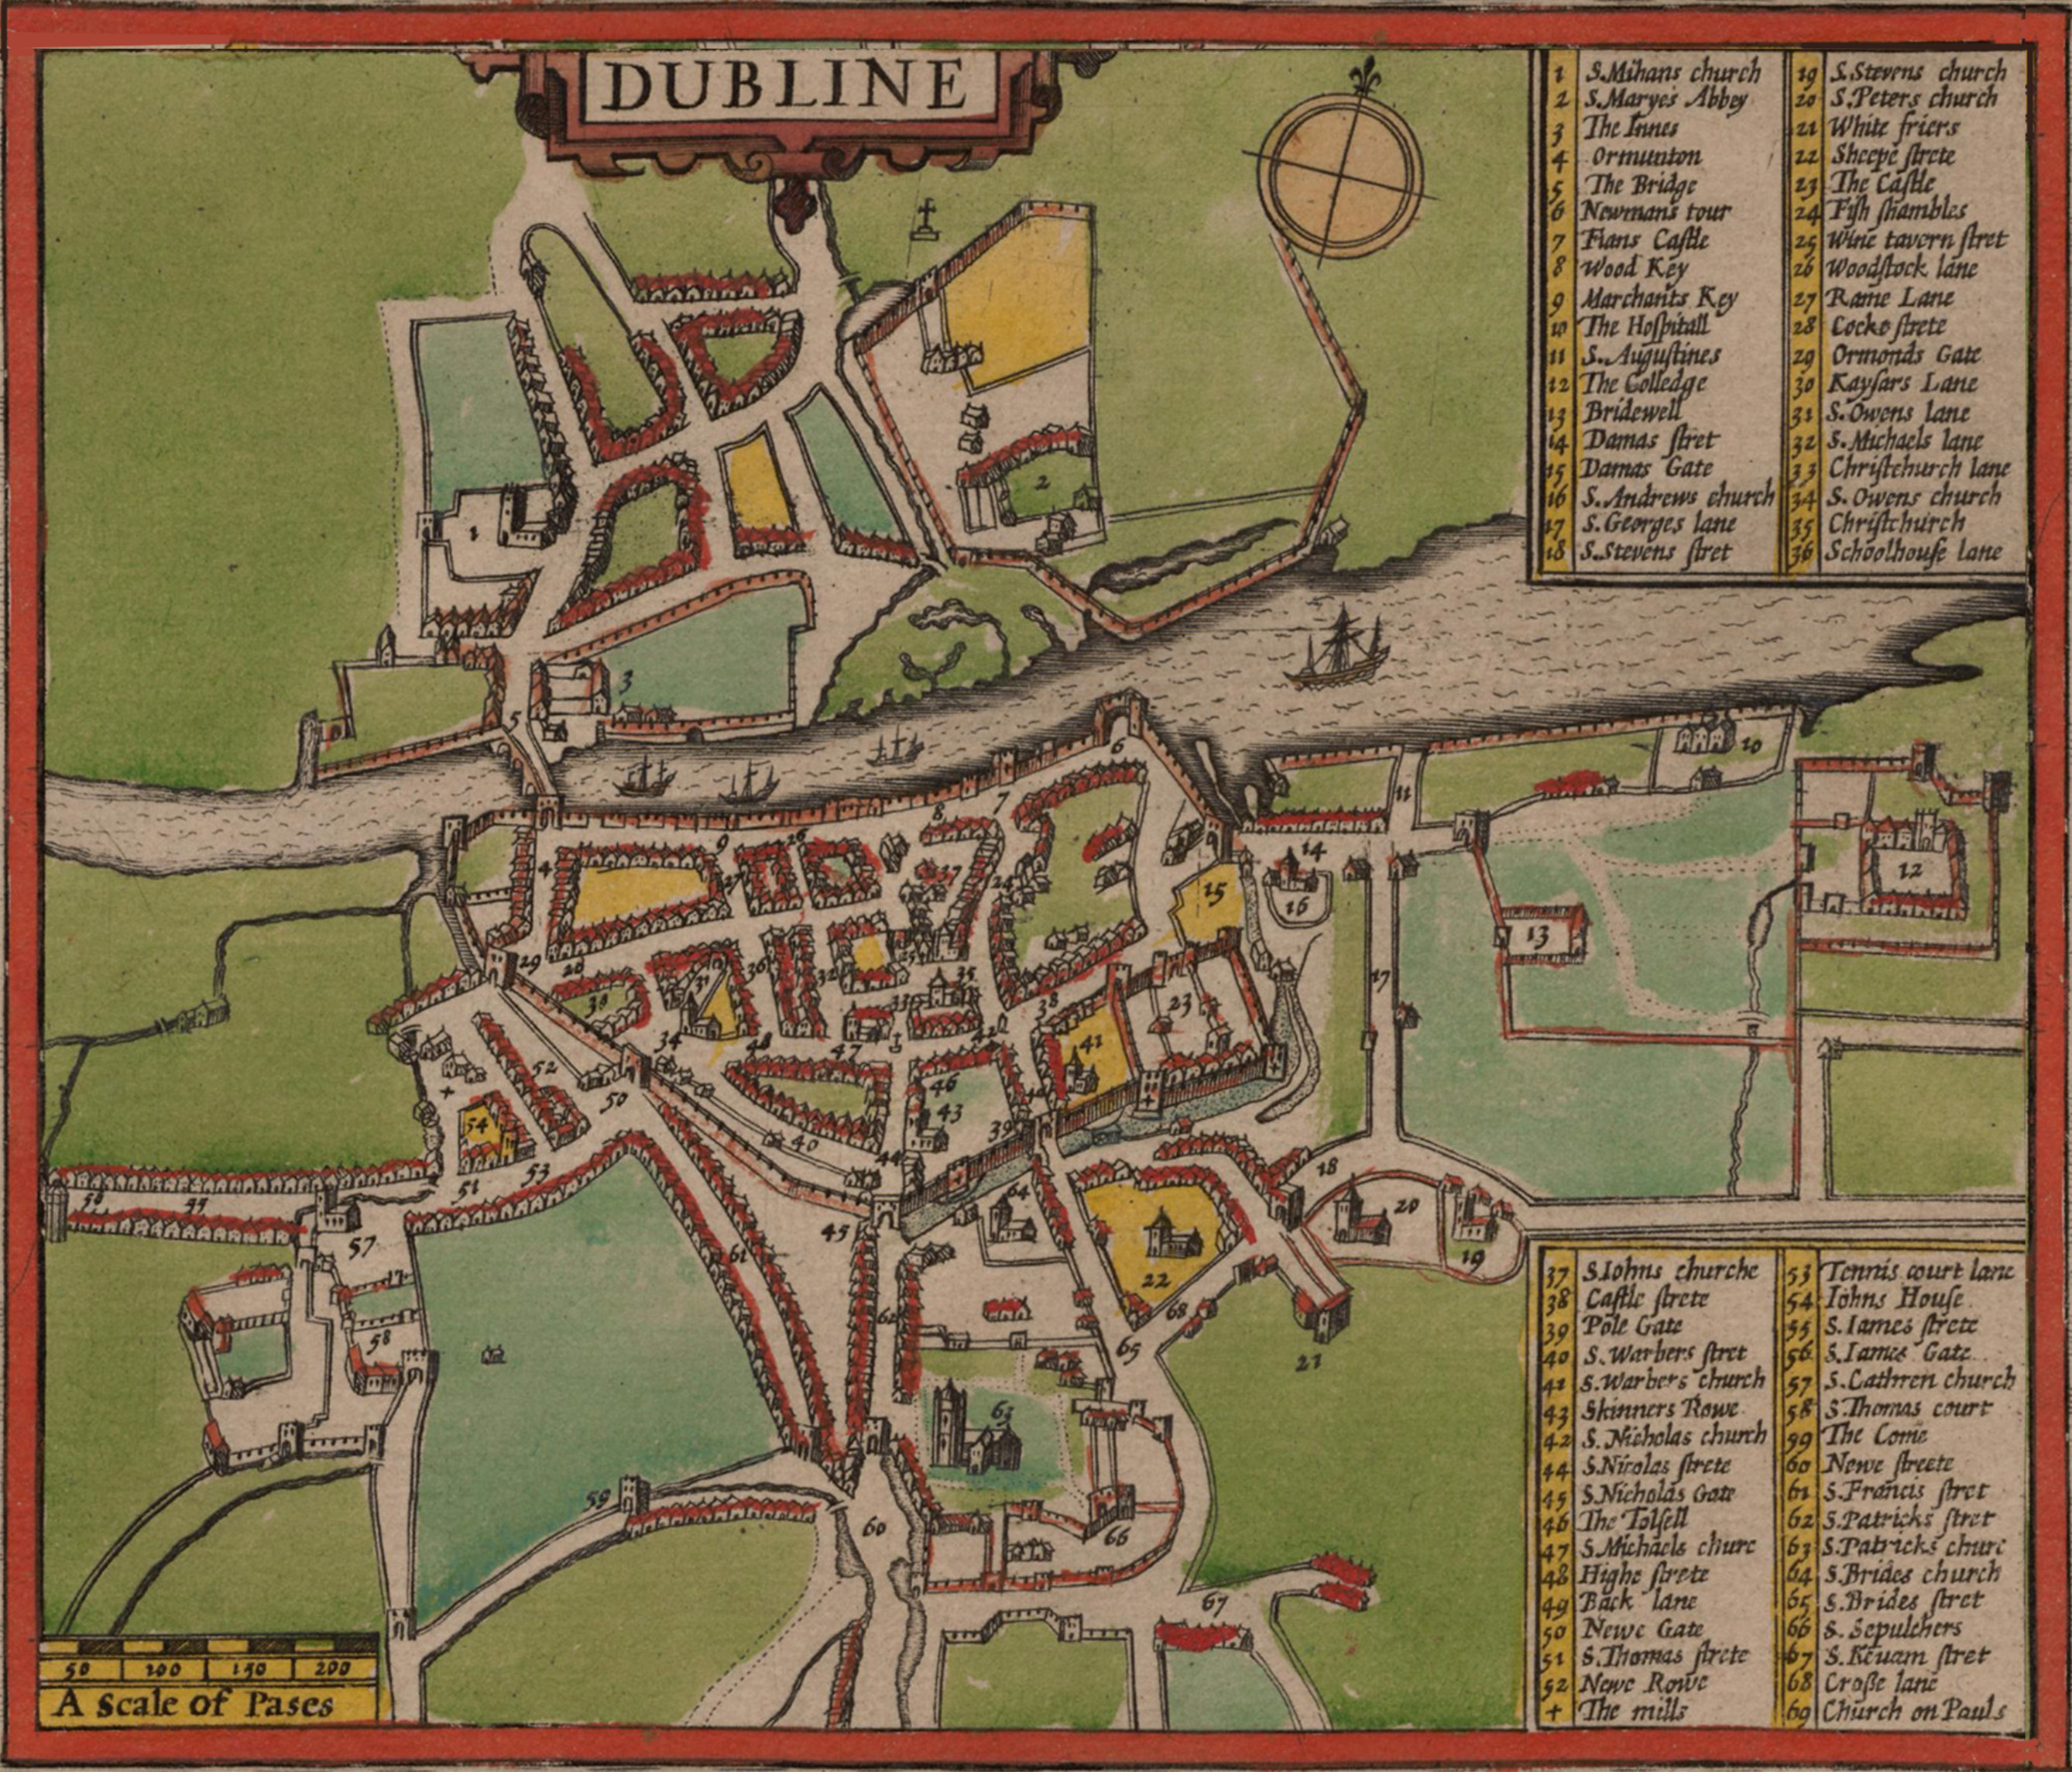 DUBLINE
1 S.Mihans church
2 S.Maryes Abbey
3 The Innes
4 Ormunton
5 The Bridge
6 Newmans tour
7 Fians Castle
8 Wood Key
9 Marchants Key
10 The Hospitall
11 S. Augustines
12 The Colledge
13 Bridewell
14 Damas stret
15 Damas Gate
16 S. Andrews church
17 S. Georges lane
18 S. Stevens stret
19 S.Stevens church
20 S.Peters church
21 White friers
22 Sheepe strete
23 The Castle
24 Fish shambles
25 Wine tavern stret
26 Woodstock lane
27 Rame Lane
28 Cocke strete
29 Ormonds Gate
30 Kaysars Lane
31 S. Owens lane
32 S. Michaels lane
33 Christchurch lane
34 S. Owens church
35 Christchurch
36 Schoolhouse lane
37 S.Iohns churche
38 Castle strete
39 Pole Gate
40 S. Warbers stret
41 S.Warbers church
43 Skinners Rowe
42 S. Nicholas church
44 S.Nicolas strete
45 S.Nicholas Gate
46 The Tolsell
47 S.Michaels churc
48 Highe strete
49 Back lane
50 Newe Gate
51 S.Thomas strete
52 Newe Rowe
+ The mills
53 Tennis court lane
54 Iohns House
55 S.Iames strete
56 S.Iames Gate
57 S.Cathren church
58 S.Thomas court
59 The Come
60 Newe streete
61 S.Francis stret
62 S.Patricks stret
63 S.Patricks churc
64 S.Brides church
65 S.Brides stret
66 S. Sepulchers
67 S.Keuam stret
68 Crosse lane
69 Church on Pauls
50 100 150 200
A Scale of Pases